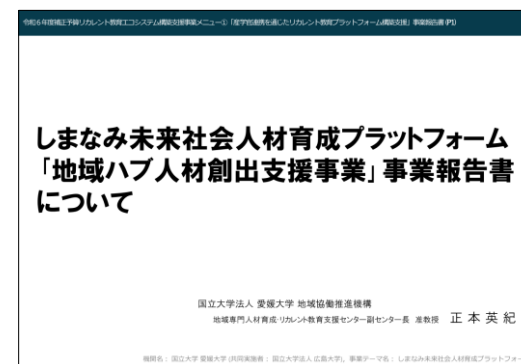 令和6年度補正予算リカレント教育エコシステム構築支援事業メニュー①「産学官連携を通じたリカレント教育プラットフォーム構築支援」事業報告書(P1)
しまなみ未来社会人材育成プラットフォーム
「地域ハブ人材創出支援事業」事業報告書
について
国立大学法人 愛媛大学 地域協働推進機構
地域専門人材育成・リカレント教育支援センター副センター長 准教授 正本英紀
機関名： 国立大学 愛媛大学 (共同実施者： 国立大学法人 広島大学)，事業テーマ名： しまなみ未来社会人材育成プラットフォー